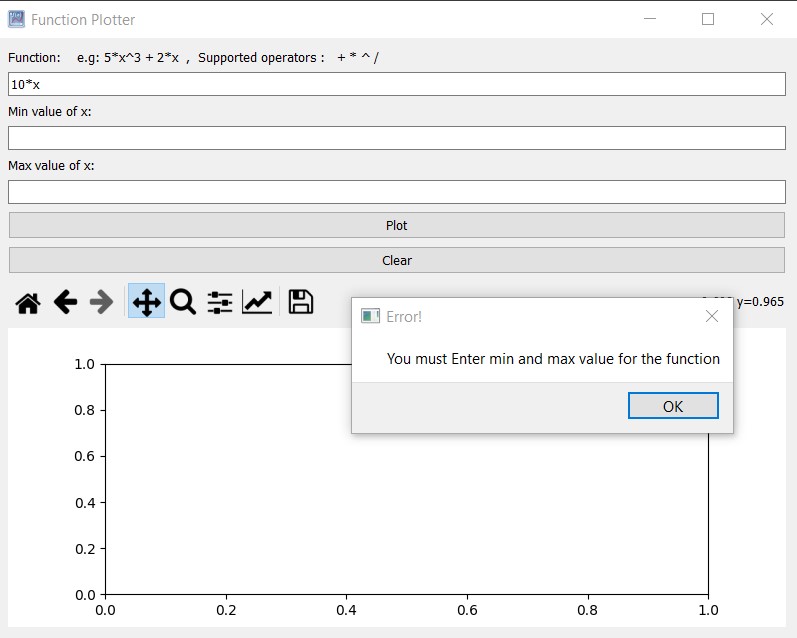 Function Plotter
Function: e.g: 5*x^3 + 2*x , Supported operators : + * ^ /
10*x
Min value of x:
Max value of x:
Plot
Clear
y=0.965
Error!
You must Enter min and max value for the function
OK
1.0
0.8
0.6
0.4
0.2
0.0
0.0 0.2 0.4 0.6 0.8 1.0